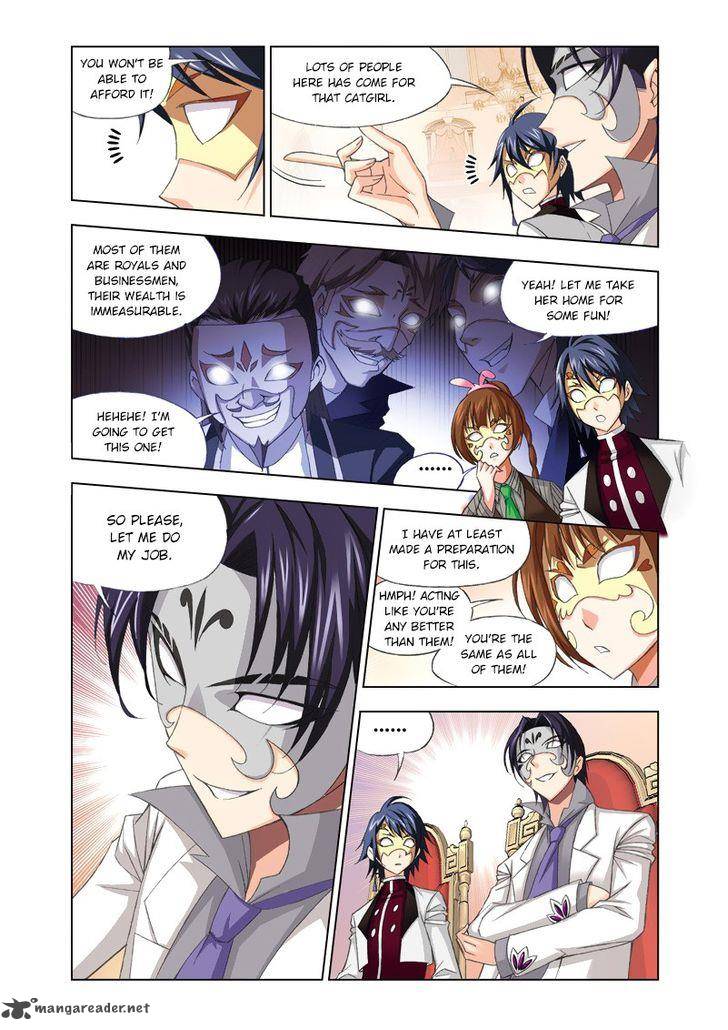 YOU WON'T BE
ABLE TO
AFFORD IT!
LOTS OF PEOPLE
HERE HAS COME FOR
THAT CATGIRL.
MOST OF THEM
ARE ROYALS AND
BUSINESSMEN,
THEIR WEALTH IS
IMMEASURABLE.
YEAH! LET ME TAKE
HER HOME FOR
SOME FUN!
HEHEHE! I'M
GOING TO GET
THIS ONE!
......
SO PLEASE,
LET ME DO
MY JOB.
I HAVE AT LEAST
MADE A PREPARATION
FOR THIS.
HMPH! ACTING
LIKE YOU'RE
ANY BETTER
THAN THEM!
YOU'RE THE
SAME AS ALL
OF THEM!
......
mangareader.net